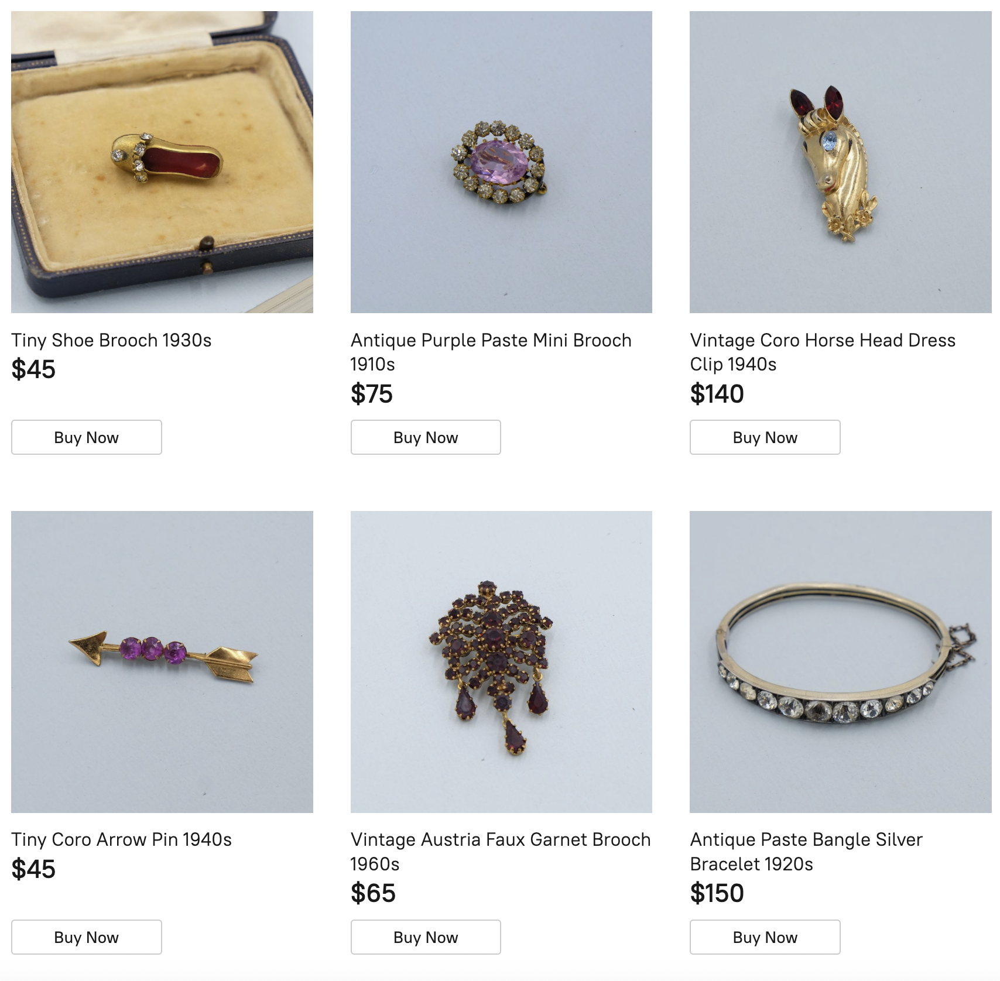 Tiny Shoe Brooch 1930s
$45
Buy Now
Antique Purple Paste Mini Brooch
1910s
$75
Buy Now
Vintage Coro Horse Head Dress
Clip 1940s
$140
Buy Now
Tiny Coro Arrow Pin 1940s
$45
Buy Now
Vintage Austria Faux Garnet Brooch
1960s
$65
Buy Now
Antique Paste Bangle Silver
Bracelet 1920s
$150
Buy Now